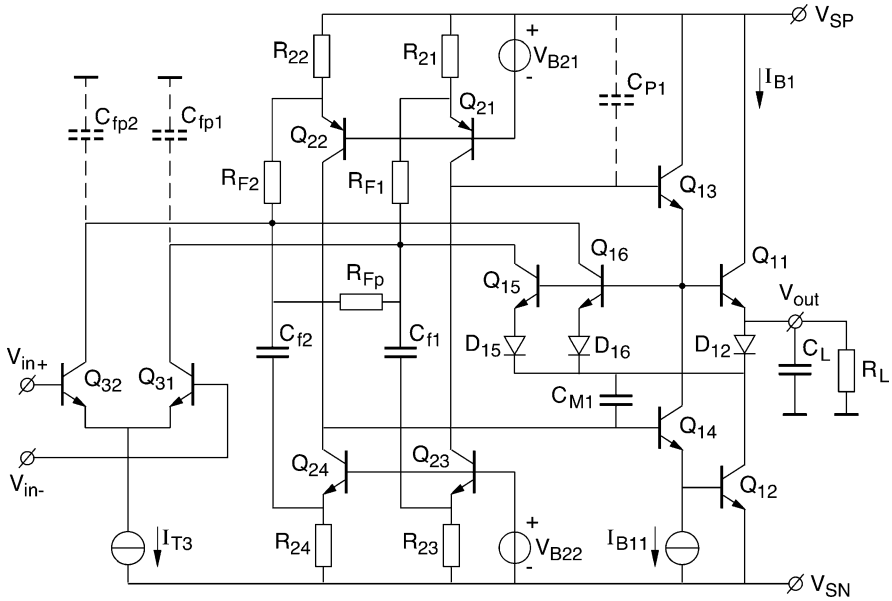 V_SP
R_22
R_21
+
V_B21
-
I_B1
C_P1
C_fp2
C_fp1
Q_22
Q_21
R_F2
R_F1
Q_13
Q_16
Q_15
Q_11
R_Fp
V_out
C_f2
C_f1
D_15
D_16
D_12
C_L
R_L
V_in+
Q_32
Q_31
C_M1
Q_14
V_in-
Q_24
Q_23
Q_12
I_T3
R_24
R_23
+
V_B22
-
I_B11
V_SN